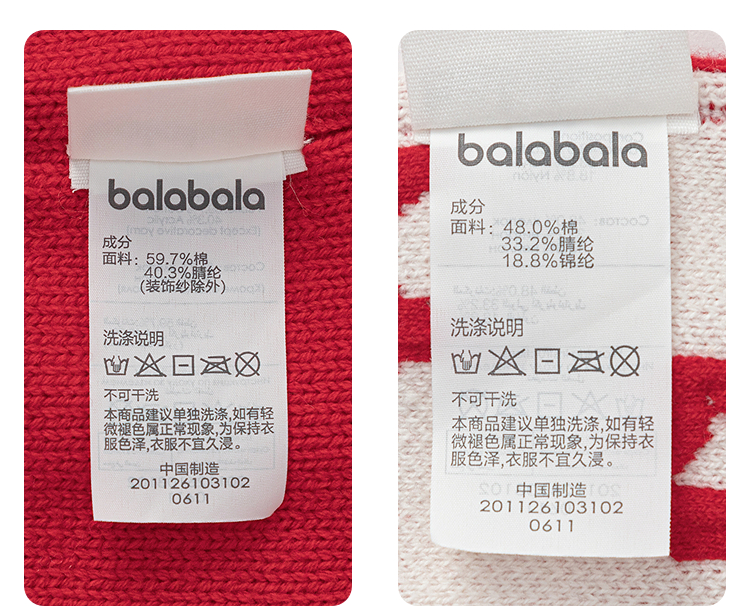 balabala
成分
面料：59.7%棉
40.3%腈纶
(装饰纱除外)
洗涤说明
不可干洗
本商品建议单独洗涤,如有轻
微褪色属正常现象,为保持衣
服色泽,衣服不宜久浸。
中国制造
201126103102
0611
balabala
成分
面料：48.0%棉
33.2%腈纶
18.8%锦纶
洗涤说明
不可干洗
本商品建议单独洗涤,如有轻
微褪色属正常现象,为保持衣
服色泽,衣服不宜久浸。
中国制造
201126103102
0611